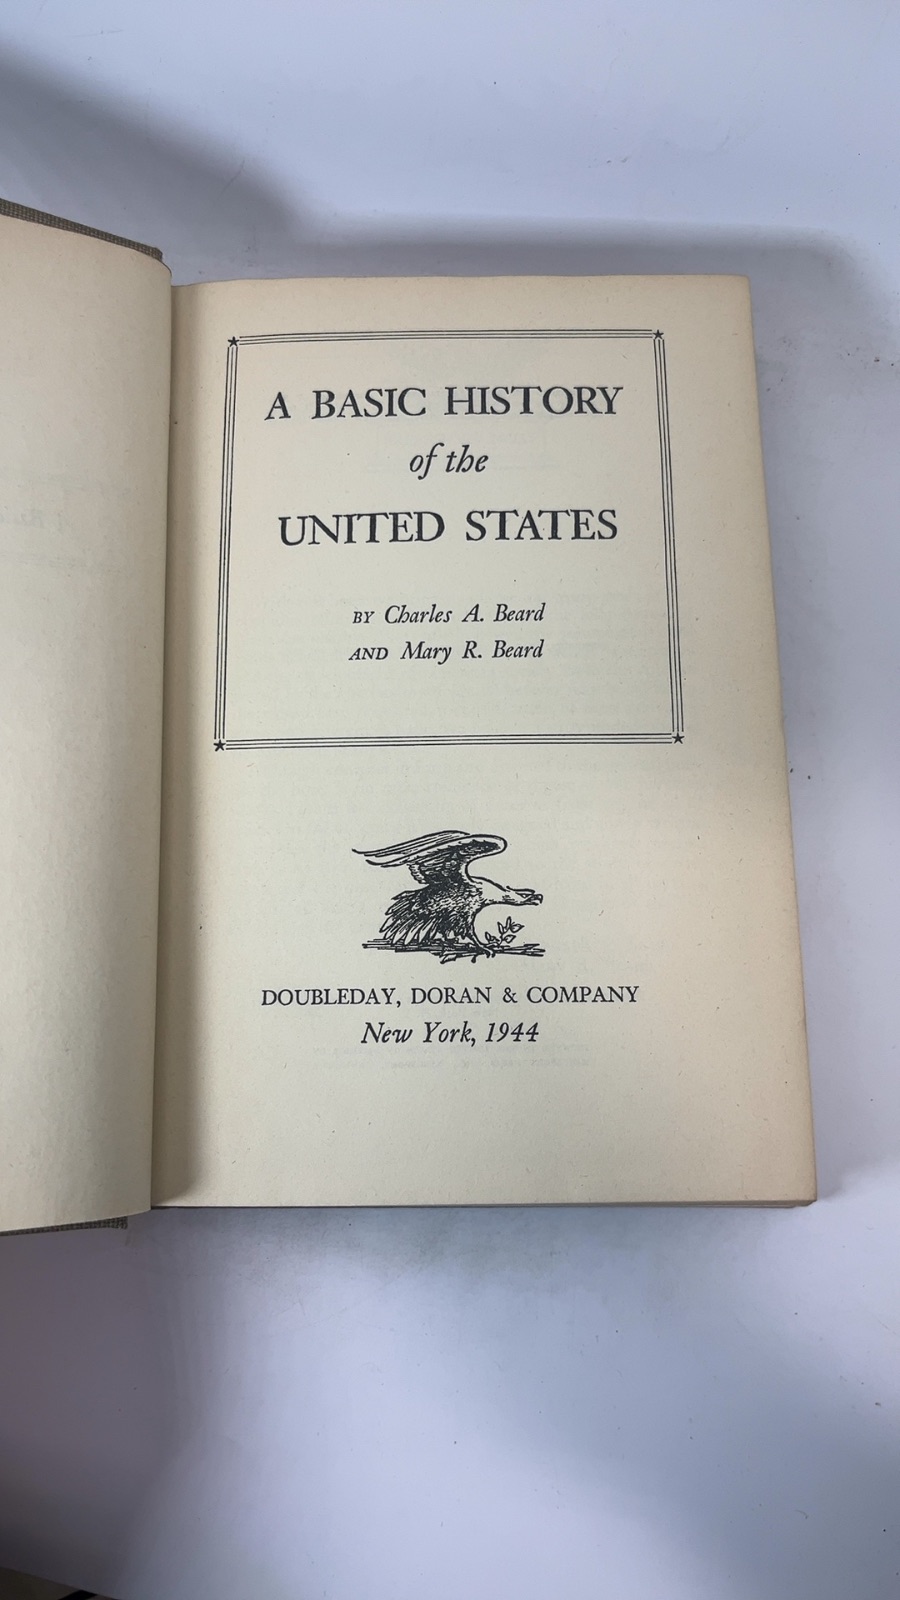 A BASIC HISTORY
of the
UNITED STATES
BY Charles A. Beard
AND Mary R. Beard
DOUBLEDAY, DORAN & COMPANY
New York, 1944